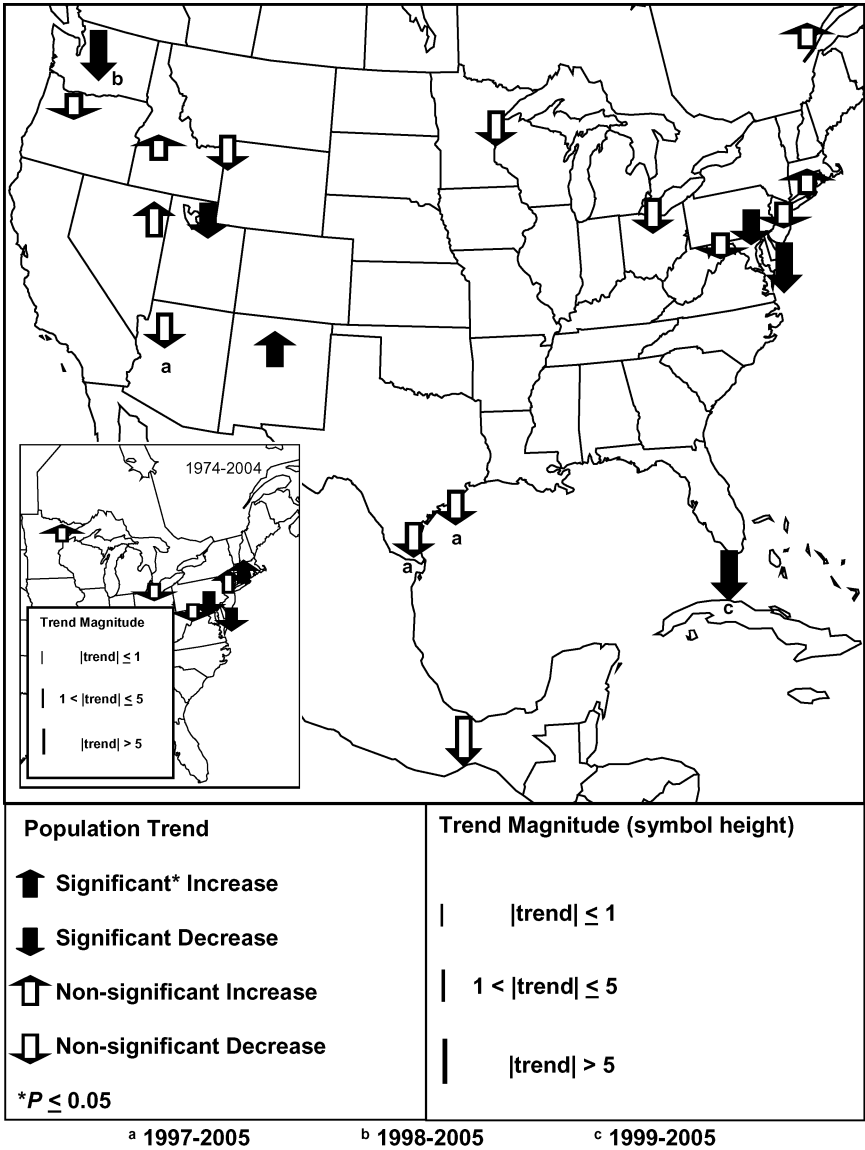 b
a
a
a
c
1974-2004
Trend Magnitude
|trend| ≤ 1
1 < |trend| ≤ 5
|trend| > 5
Population Trend
Significant* Increase
Significant Decrease
Non-significant Increase
Non-significant Decrease
*P ≤ 0.05
Trend Magnitude (symbol height)
|trend| ≤ 1
1 < |trend| ≤ 5
|trend| > 5
a 1997-2005 b 1998-2005 c 1999-2005